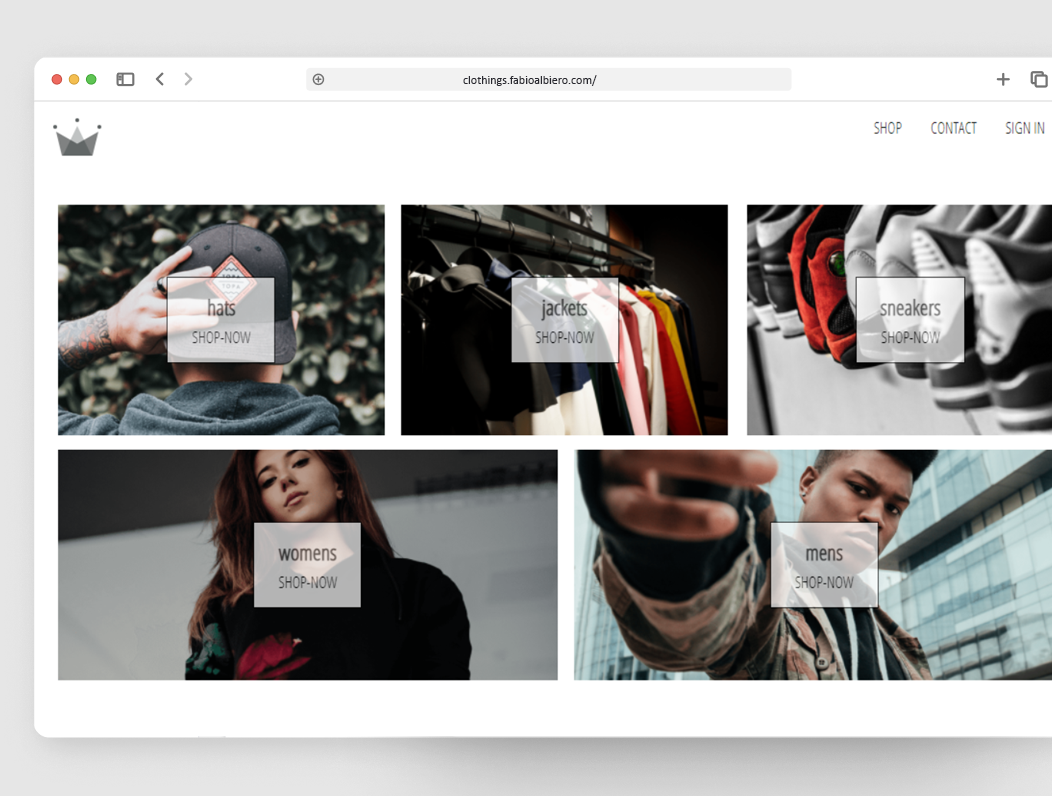 clothings.fabioalbiero.com/
SHOP CONTACT SIGN IN
TOPA
hats
SHOP-NOW
jackets
SHOP-NOW
sneakers
SHOP-NOW
womens
SHOP-NOW
mens
SHOP-NOW